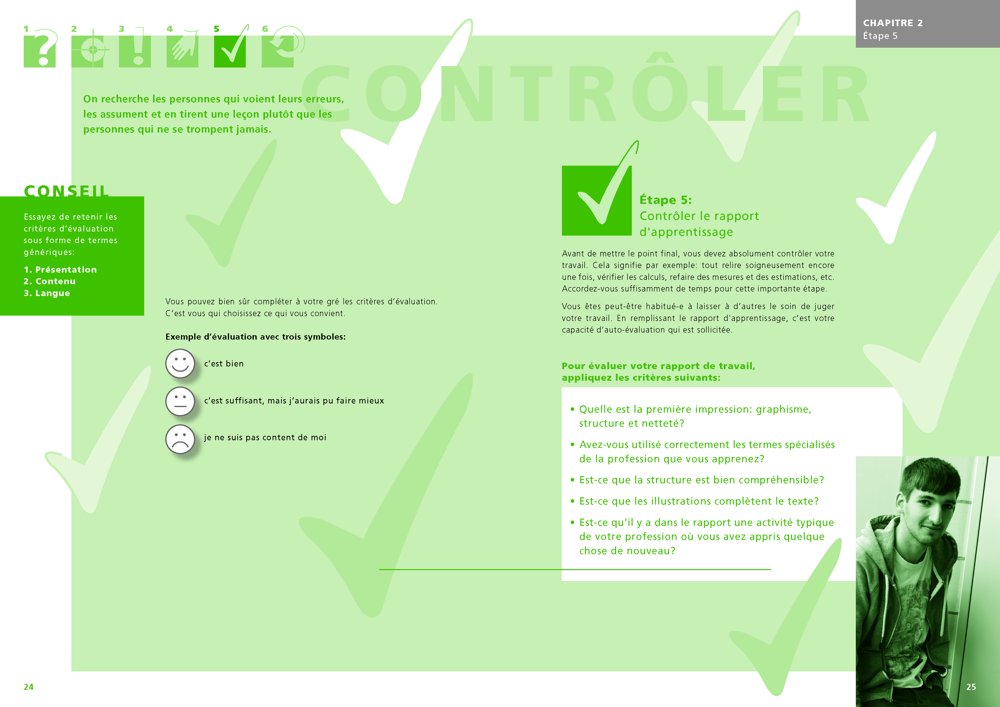 1 2 3 4 5 6
CHAPITRE 2
Étape 5
CONTRÔLER
On recherche les personnes qui voient leurs erreurs,
les assument et en tirent une leçon plutôt que les
personnes qui ne se trompent jamais.
CONSEIL
Essayez de retenir les
critères d’évaluation
sous forme de termes
génériques:
1. Présentation
2. Contenu
3. Langue
Vous pouvez bien sûr compléter à votre gré les critères d’évaluation.
C’est vous qui choisissez ce qui vous convient.
Exemple d’évaluation avec trois symboles:
c’est bien
c’est suffisant, mais j’aurais pu faire mieux
je ne suis pas content de moi
Étape 5:
Contrôler le rapport
d'apprentissage
Avant de mettre le point final, vous devez absolument contrôler votre
travail. Cela signifie par exemple: tout relire soigneusement encore
une fois, vérifier les calculs, refaire des mesures et des estimations, etc.
Accordez-vous suffisamment de temps pour cette importante étape.
Vous êtes peut-être habitué-e à laisser à d’autres le soin de juger
votre travail. En remplissant le rapport d'apprentissage, c’est votre
capacité d’auto-évaluation qui est sollicitée.
Pour évaluer votre rapport de travail,
appliquez les critères suivants:
• Quelle est la première impression: graphisme,
structure et netteté?
• Avez-vous utilisé correctement les termes spécialisés
de la profession que vous apprenez?
• Est-ce que la structure est bien compréhensible?
• Est-ce que les illustrations complètent le texte?
• Est-ce qu’il y a dans le rapport une activité typique
de votre profession où vous avez appris quelque
chose de nouveau?
24
25